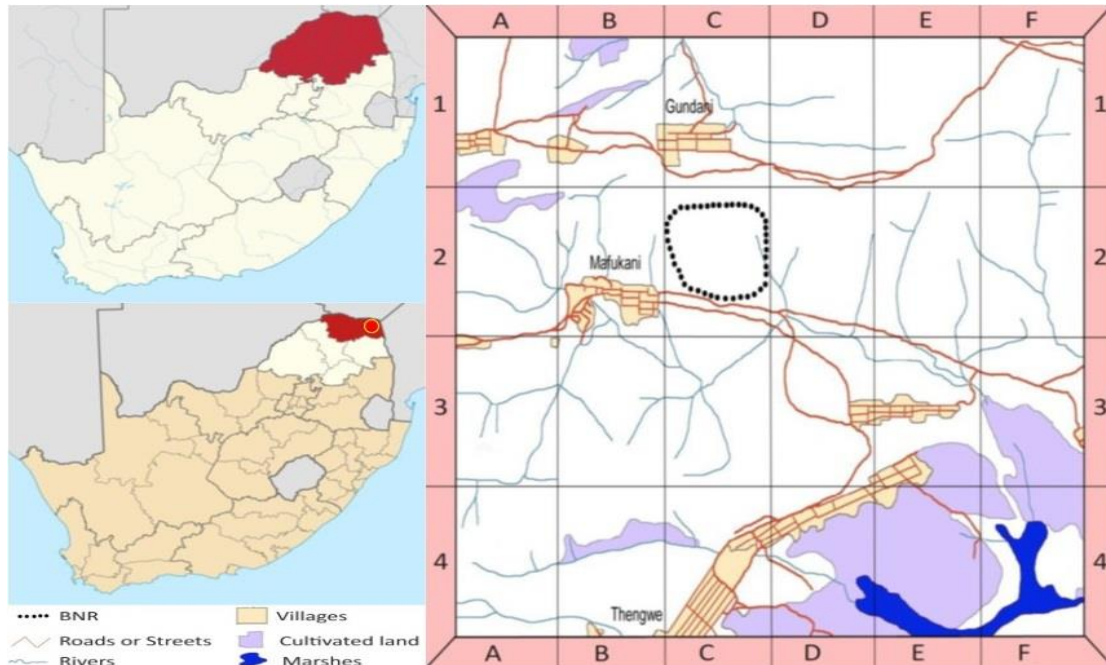 A B C D E F
1 1
Gundani
2 2
Mafukani
3 3
4 4
Thengwe
A B C D E F
BNR Villages
Roads or Streets Cultivated land
Rivers Marshes